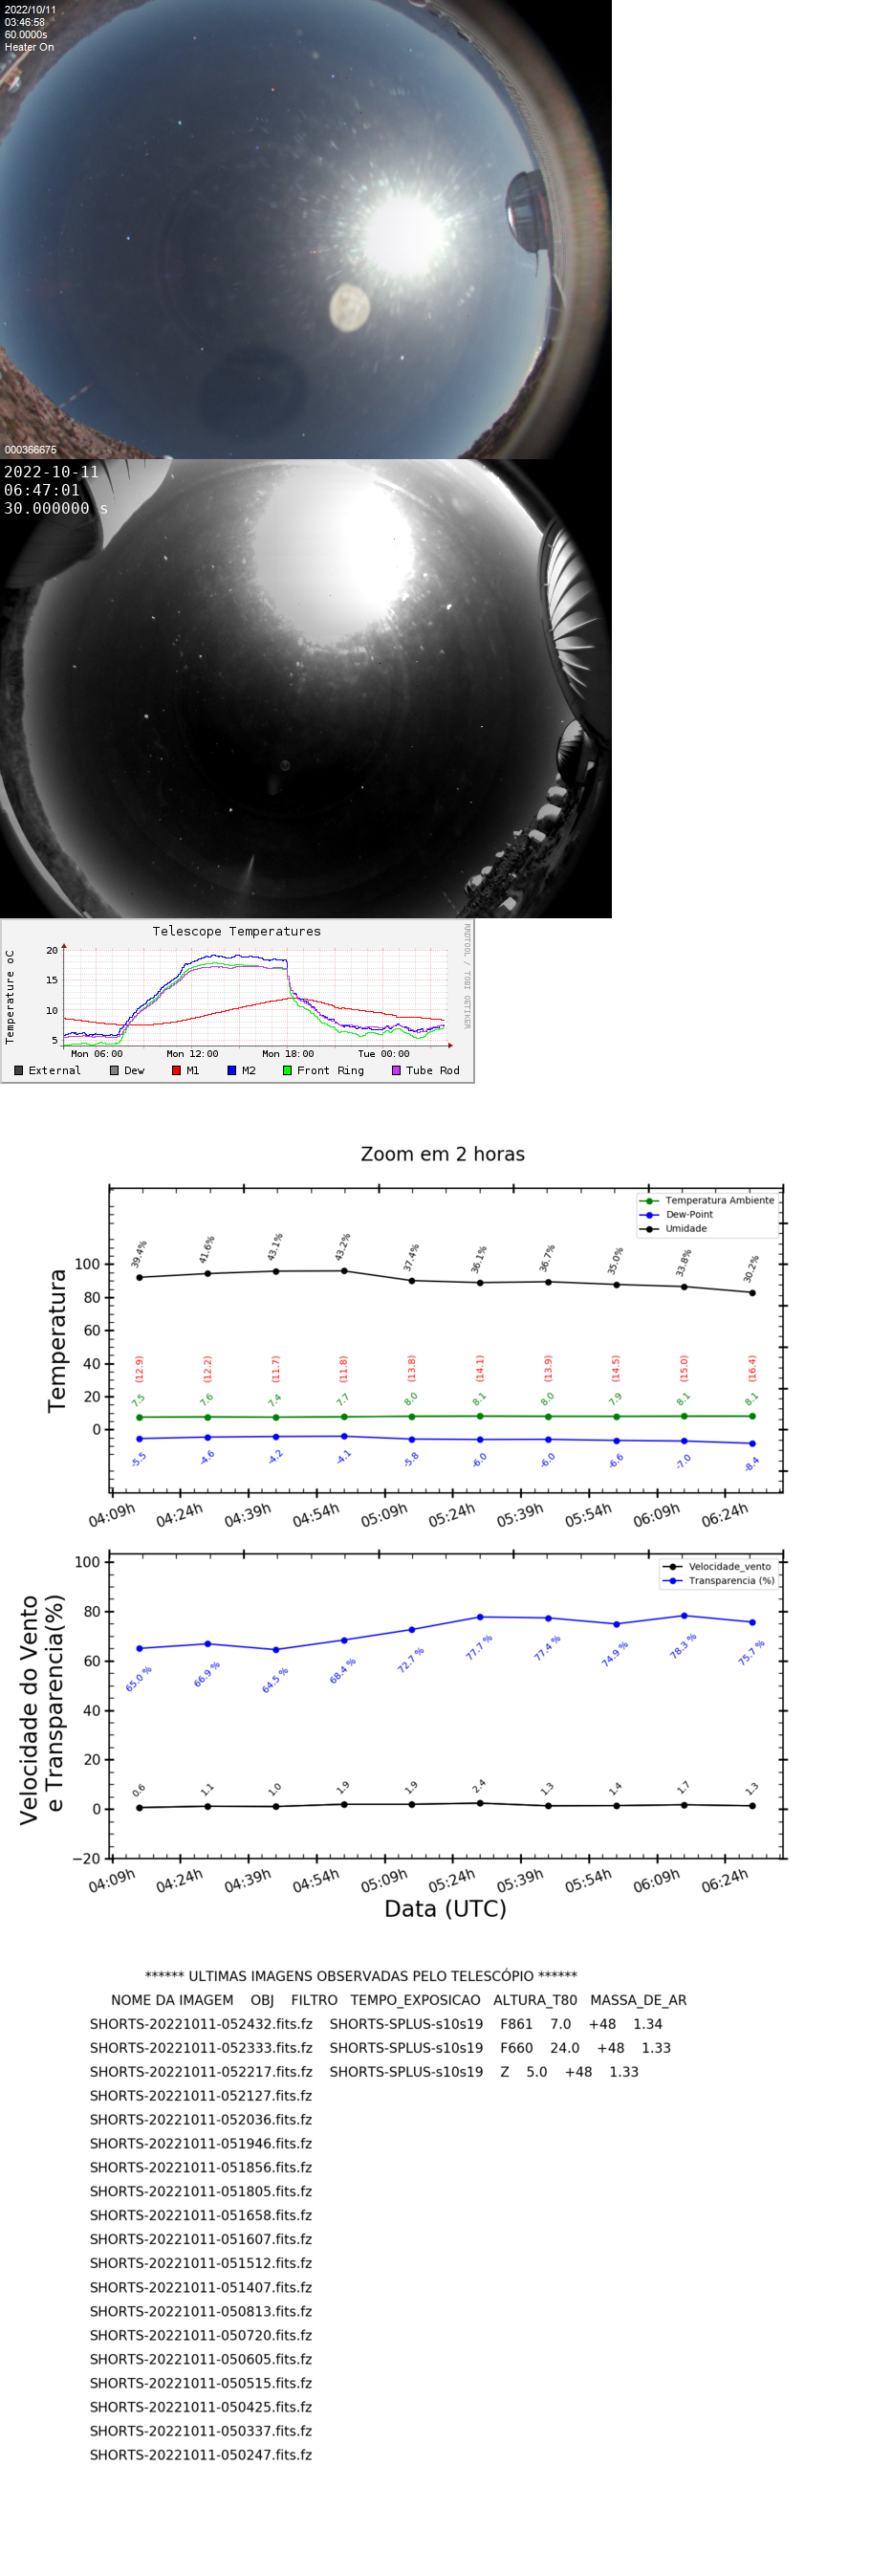 2022/10/11
03:46:58
60.0000s
Heater On
000366675
2022-10-11
06:47:01
30.000000 s
Telescope Temperatures
RRDTOOL / TOBI OETIKER
Temperature oC
20
15
10
5
Mon 06:00 Mon 12:00 Mon 18:00 Tue 00:00
External Dew M1 M2 Front Ring Tube Rod
Zoom em 2 horas
Temperatura Ambiente
Dew-Point
Umidade
Temperatura
100
80
60
40
20
0
39.4% 41.6% 43.1% 43.2% 37.4% 36.1% 36.7% 35.0% 33.8% 30.2%
(12.9) (12.2) (11.7) (11.8) (13.8) (14.1) (13.9) (14.5) (15.0) (16.4)
7.5 7.6 7.4 7.7 8.0 8.1 8.0 7.9 8.1 8.1
-5.5 -4.6 -4.2 -4.1 -5.8 -6.0 -6.0 -6.6 -7.0 -8.4
04:09h 04:24h 04:39h 04:54h 05:09h 05:24h 05:39h 05:54h 06:09h 06:24h
Velocidade_vento
Transparencia (%)
Velocidade do Vento
e Transparencia(%)
100
80
60
40
20
0
−20
65.0 % 66.9 % 64.5 % 68.4 % 72.7 % 77.7 % 77.4 % 74.9 % 78.3 % 75.7 %
0.6 1.1 1.0 1.9 1.9 2.4 1.3 1.4 1.7 1.3
04:09h 04:24h 04:39h 04:54h 05:09h 05:24h 05:39h 05:54h 06:09h 06:24h
Data (UTC)
****** ULTIMAS IMAGENS OBSERVADAS PELO TELESCÓPIO ******
NOME DA IMAGEM OBJ FILTRO TEMPO_EXPOSICAO ALTURA_T80 MASSA_DE_AR
SHORTS-20221011-052432.fits.fz SHORTS-SPLUS-s10s19 F861 7.0 +48 1.34
SHORTS-20221011-052333.fits.fz SHORTS-SPLUS-s10s19 F660 24.0 +48 1.33
SHORTS-20221011-052217.fits.fz SHORTS-SPLUS-s10s19 Z 5.0 +48 1.33
SHORTS-20221011-052127.fits.fz
SHORTS-20221011-052036.fits.fz
SHORTS-20221011-051946.fits.fz
SHORTS-20221011-051856.fits.fz
SHORTS-20221011-051805.fits.fz
SHORTS-20221011-051658.fits.fz
SHORTS-20221011-051607.fits.fz
SHORTS-20221011-051512.fits.fz
SHORTS-20221011-051407.fits.fz
SHORTS-20221011-050813.fits.fz
SHORTS-20221011-050720.fits.fz
SHORTS-20221011-050605.fits.fz
SHORTS-20221011-050515.fits.fz
SHORTS-20221011-050425.fits.fz
SHORTS-20221011-050337.fits.fz
SHORTS-20221011-050247.fits.fz